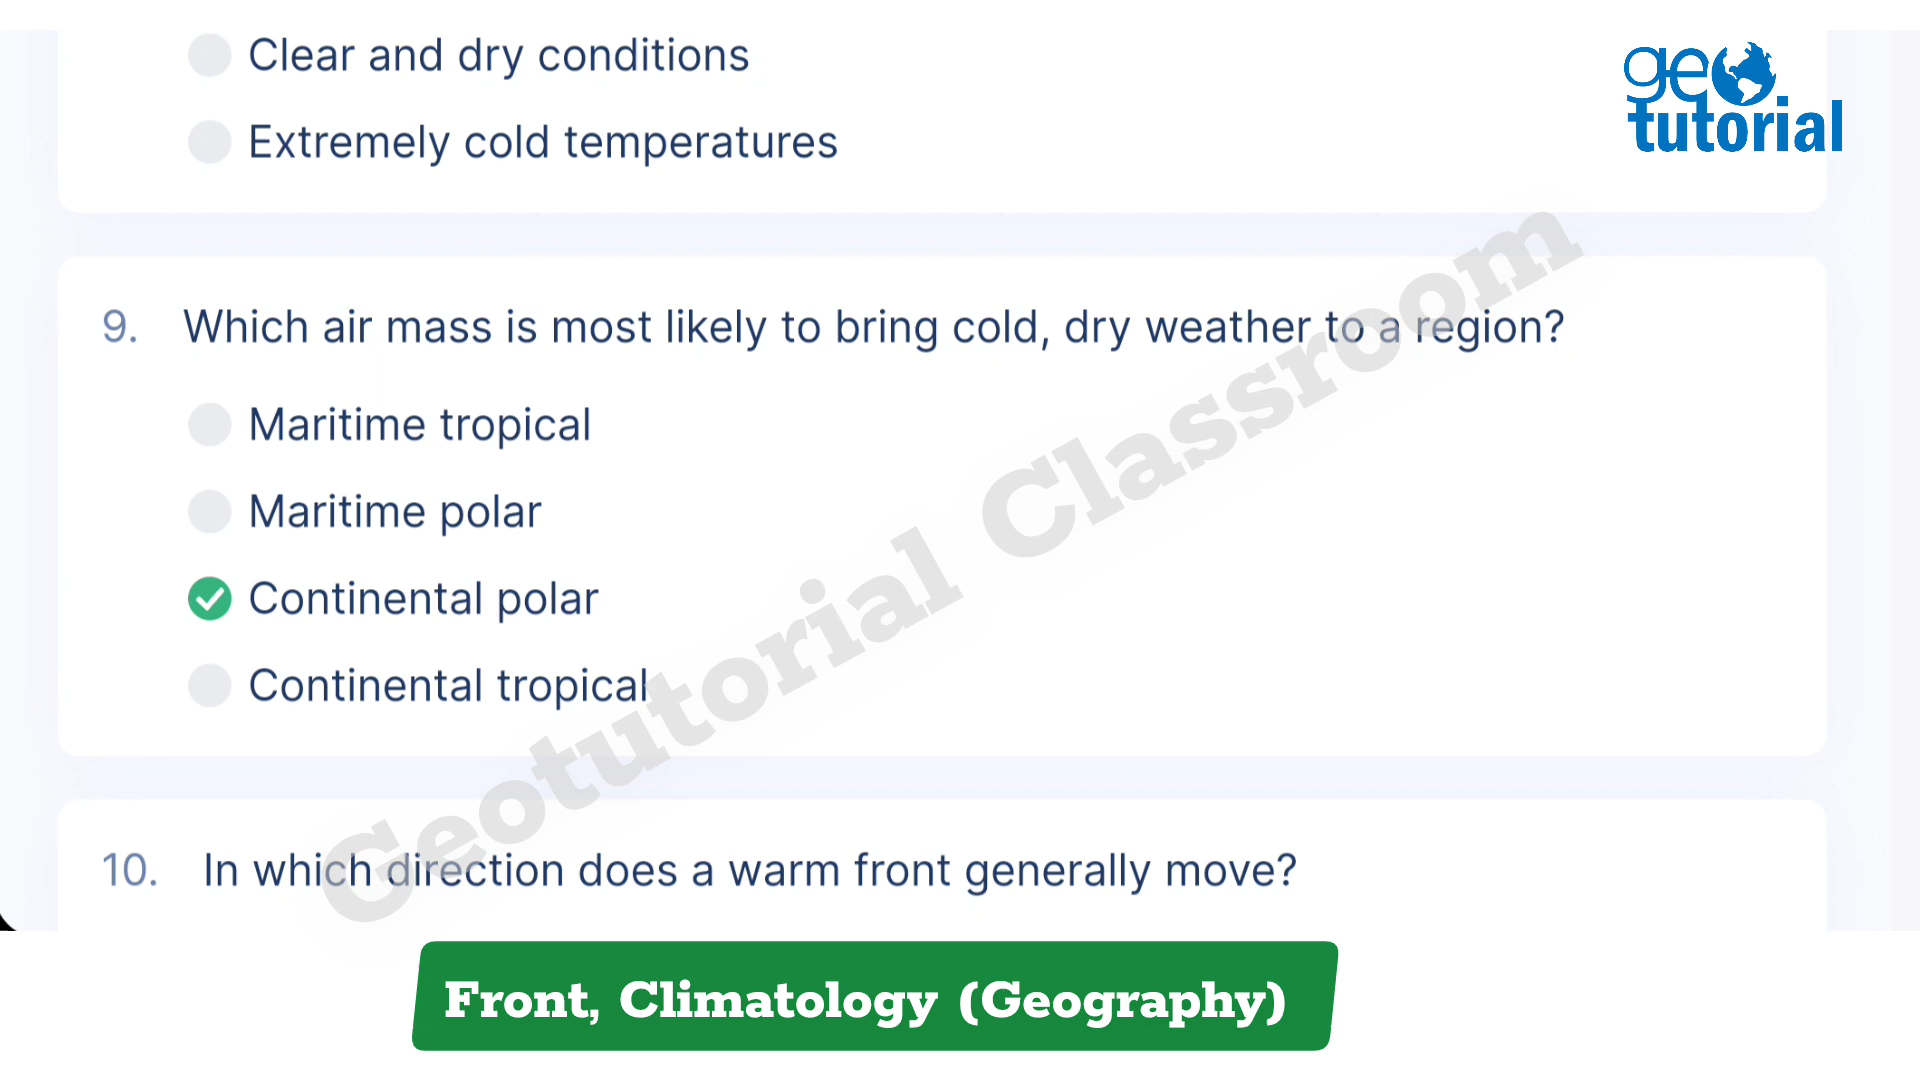 Clear and dry conditions
Extremely cold temperatures
geo
tutorial
9. Which air mass is most likely to bring cold, dry weather to a region?
Maritime tropical
Maritime polar
Continental polar
Continental tropical
Geotutorial Classroom
10. In which direction does a warm front generally move?
Front, Climatology (Geography)